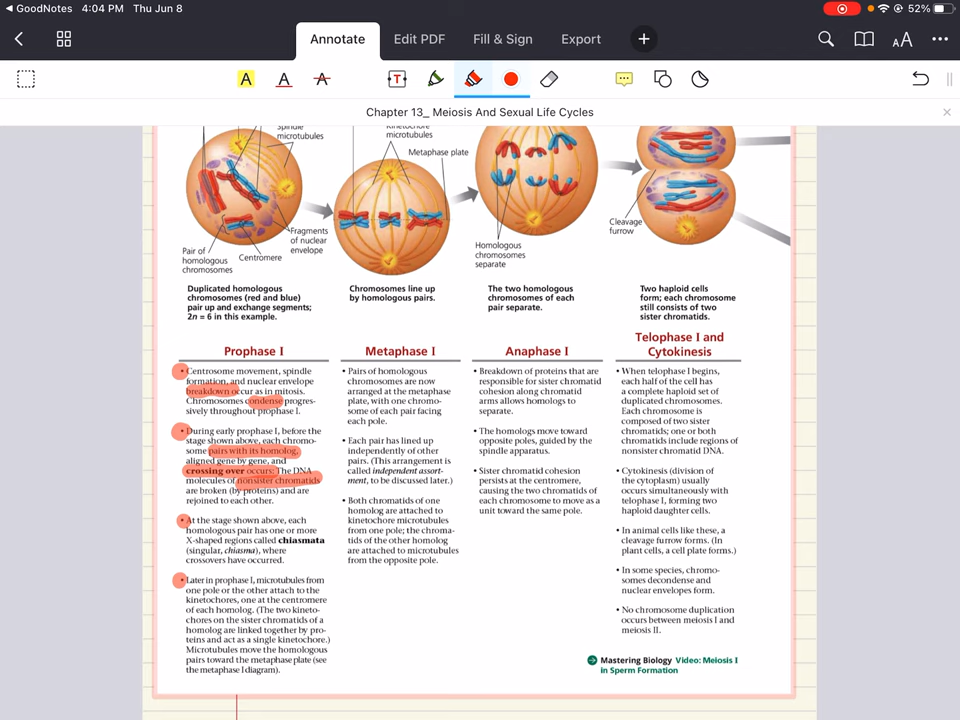 GoodNotes 4:04 PM Thu Jun 8
52%
Annotate Edit PDF Fill & Sign Export
AA
A A A T
Chapter 13_ Meiosis And Sexual Life Cycles
Spindle
microtubules
Kinetochore
microtubules
Metaphase plate
Cleavage
furrow
Fragments
of nuclear
envelope
Pair of
homologous
chromosomes
Centromere
Homologous
chromosomes
separate
Duplicated homologous
chromosomes (red and blue)
pair up and exchange segments;
2n = 6 in this example.
Chromosomes line up
by homologous pairs.
The two homologous
chromosomes of each
pair separate.
Two haploid cells
form; each chromosome
still consists of two
sister chromatids.
Prophase I
• Centrosome movement, spindle
formation, and nuclear envelope
breakdown occur as in mitosis.
Chromosomes condense progres-
sively throughout prophase I.
• During early prophase I, before the
stage shown above, each chromo-
some pairs with its homolog,
aligned gene by gene, and
crossing over occurs: The DNA
molecules of nonsister chromatids
are broken (by proteins) and are
rejoined to each other.
• At the stage shown above, each
homologous pair has one or more
X-shaped regions called chiasmata
(singular, chiasma), where
crossovers have occurred.
• Later in prophase I, microtubules from
one pole or the other attach to the
kinetochores, one at the centromere
of each homolog. (The two kineto-
chores on the sister chromatids of a
homolog are linked together by pro-
teins and act as a single kinetochore.)
Microtubules move the homologous
pairs toward the metaphase plate (see
the metaphase I diagram).
Metaphase I
• Pairs of homologous
chromosomes are now
arranged at the metaphase
plate, with one chromo-
some of each pair facing
each pole.
• Each pair has lined up
independently of other
pairs. (This arrangement is
called independent assort-
ment, to be discussed later.)
• Both chromatids of one
homolog are attached to
kinetochore microtubules
from one pole; the chroma-
tids of the other homolog
are attached to microtubules
from the opposite pole.
Anaphase I
• Breakdown of proteins that are
responsible for sister chromatid
cohesion along chromatid
arms allows homologs to
separate.
• The homologs move toward
opposite poles, guided by the
spindle apparatus.
• Sister chromatid cohesion
persists at the centromere,
causing the two chromatids of
each chromosome to move as a
unit toward the same pole.
Telophase I and
Cytokinesis
• When telophase I begins,
each half of the cell has
a complete haploid set of
duplicated chromosomes.
Each chromosome is
composed of two sister
chromatids; one or both
chromatids include regions of
nonsister chromatid DNA.
• Cytokinesis (division of
the cytoplasm) usually
occurs simultaneously with
telophase I, forming two
haploid daughter cells.
• In animal cells like these, a
cleavage furrow forms. (In
plant cells, a cell plate forms.)
• In some species, chromo-
somes decondense and
nuclear envelopes form.
• No chromosome duplication
occurs between meiosis I and
meiosis II.
Mastering Biology Video: Meiosis I
in Sperm Formation